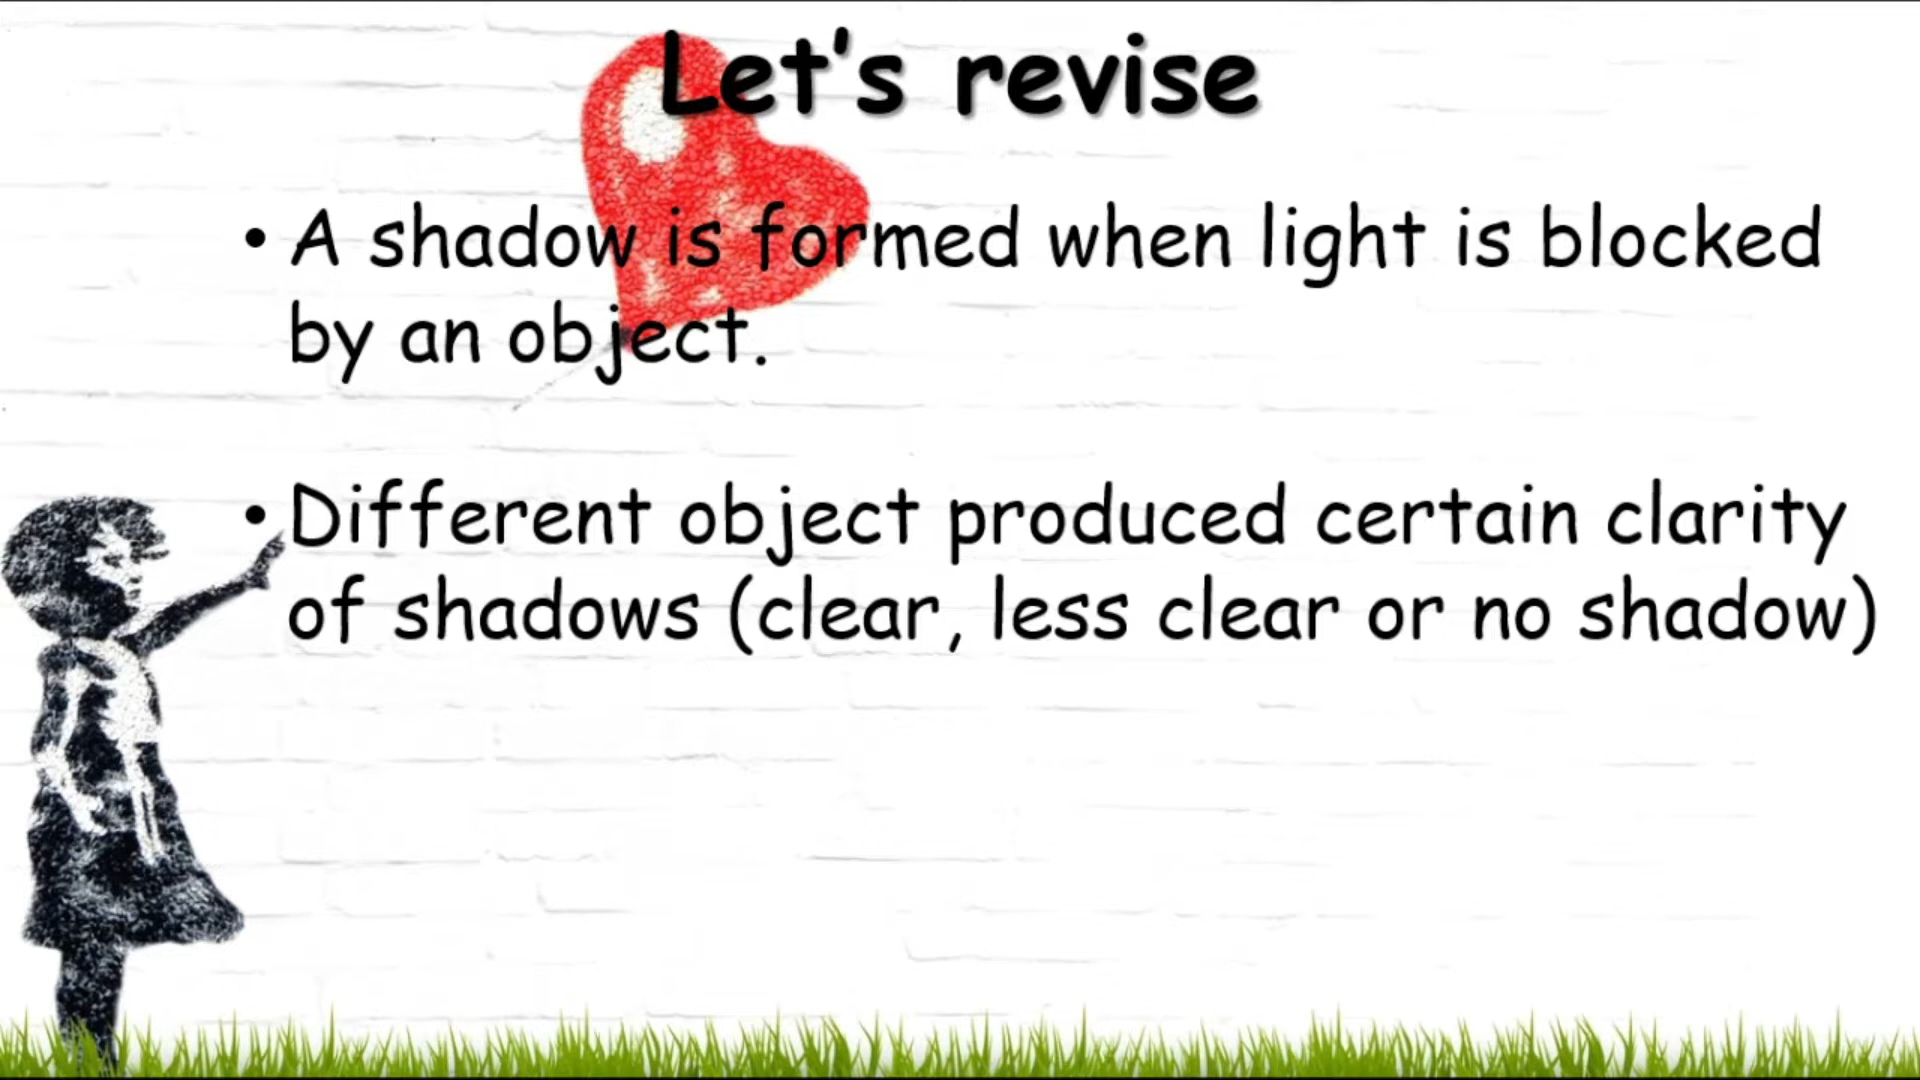 Let's revise
• A shadow is formed when light is blocked
by an object.
• Different object produced certain clarity
of shadows (clear, less clear or no shadow)